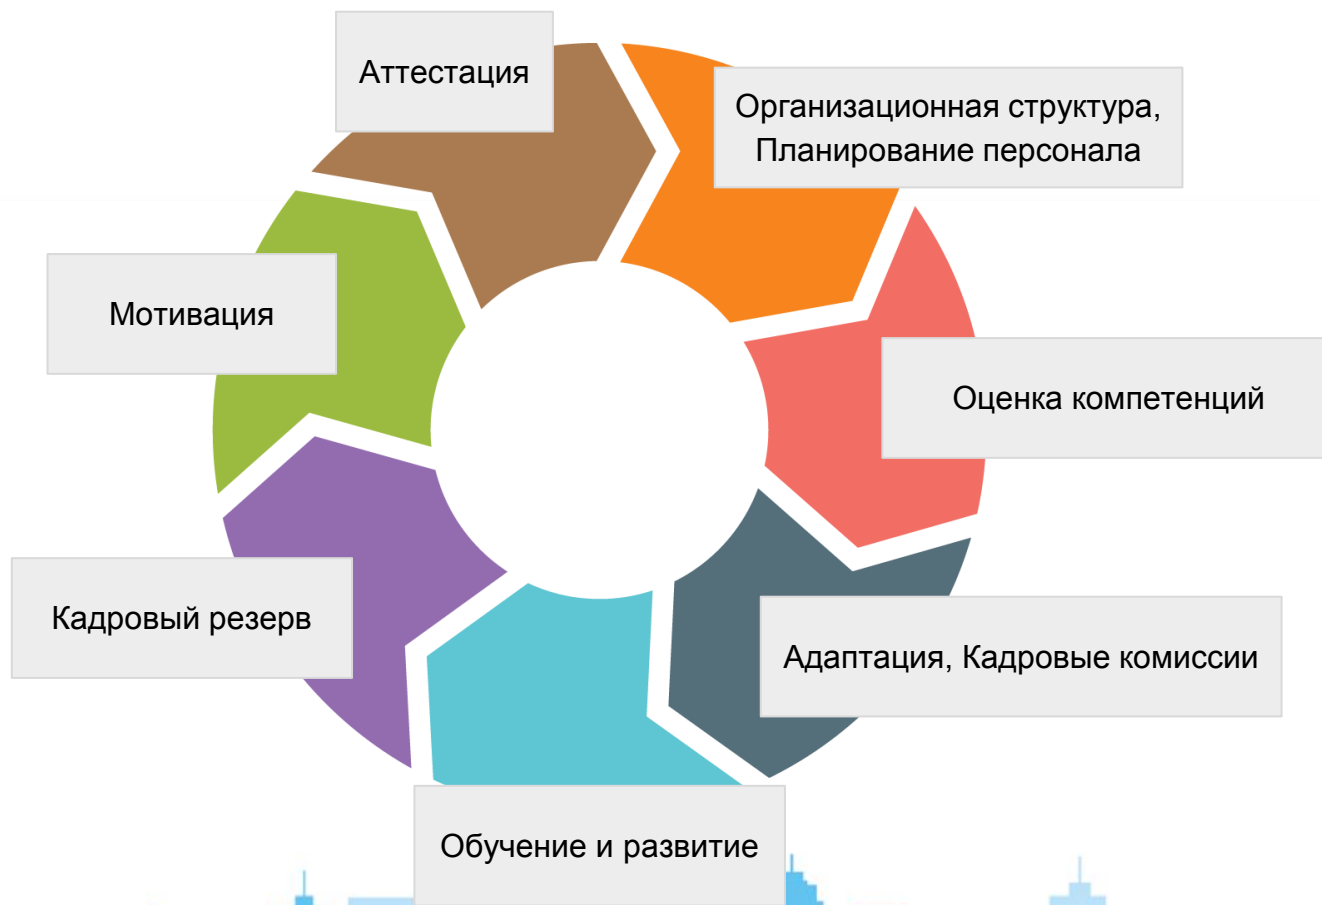 Аттестация
Организационная структура,
Планирование персонала
Мотивация
Оценка компетенций
Кадровый резерв
Адаптация, Кадровые комиссии
Обучение и развитие